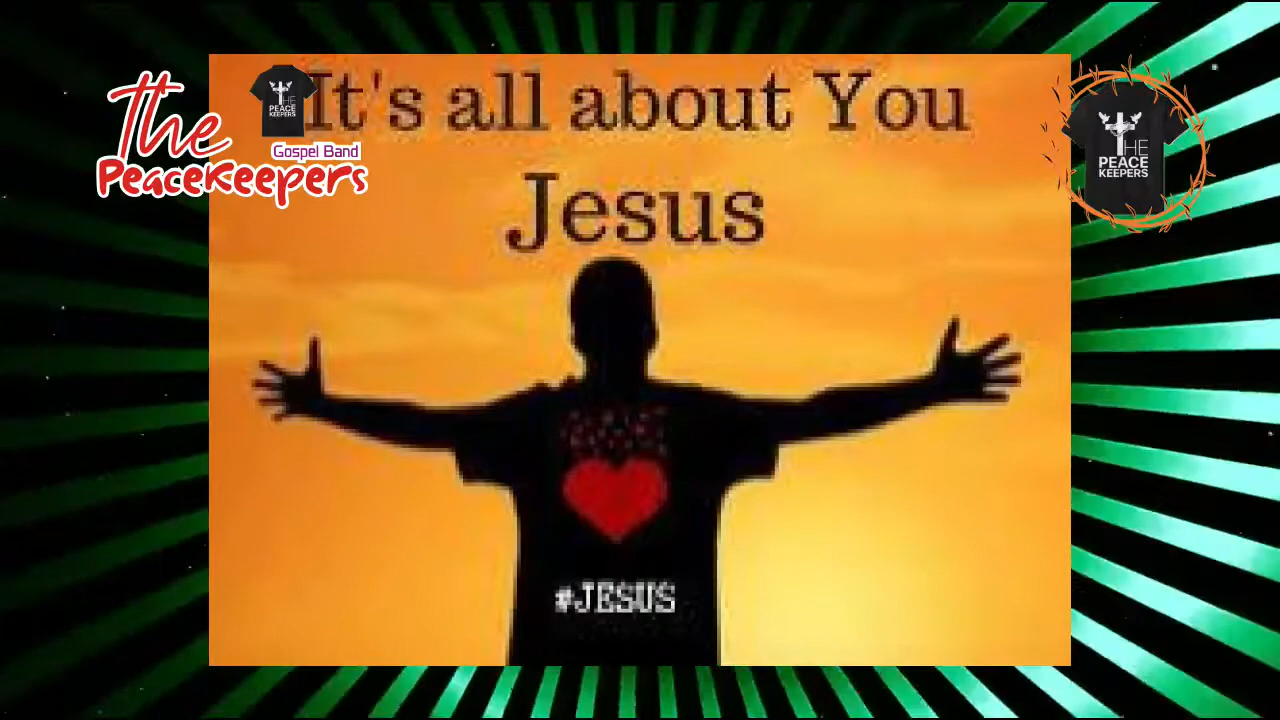 The
Peacekeepers
Gospel Band
THE
PEACE
KEEPERS
It's all about You
Jesus
THE
PEACE
KEEPERS
#JESUS